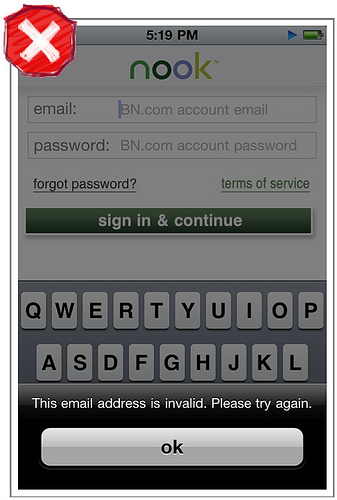 5:19 PM
nook™
email: BN.com account email
password: BN.com account password
forgot password? terms of service
sign in & continue
Q W E R T Y U I O P
A S D F G H J K L
This email address is invalid. Please try again.
ok